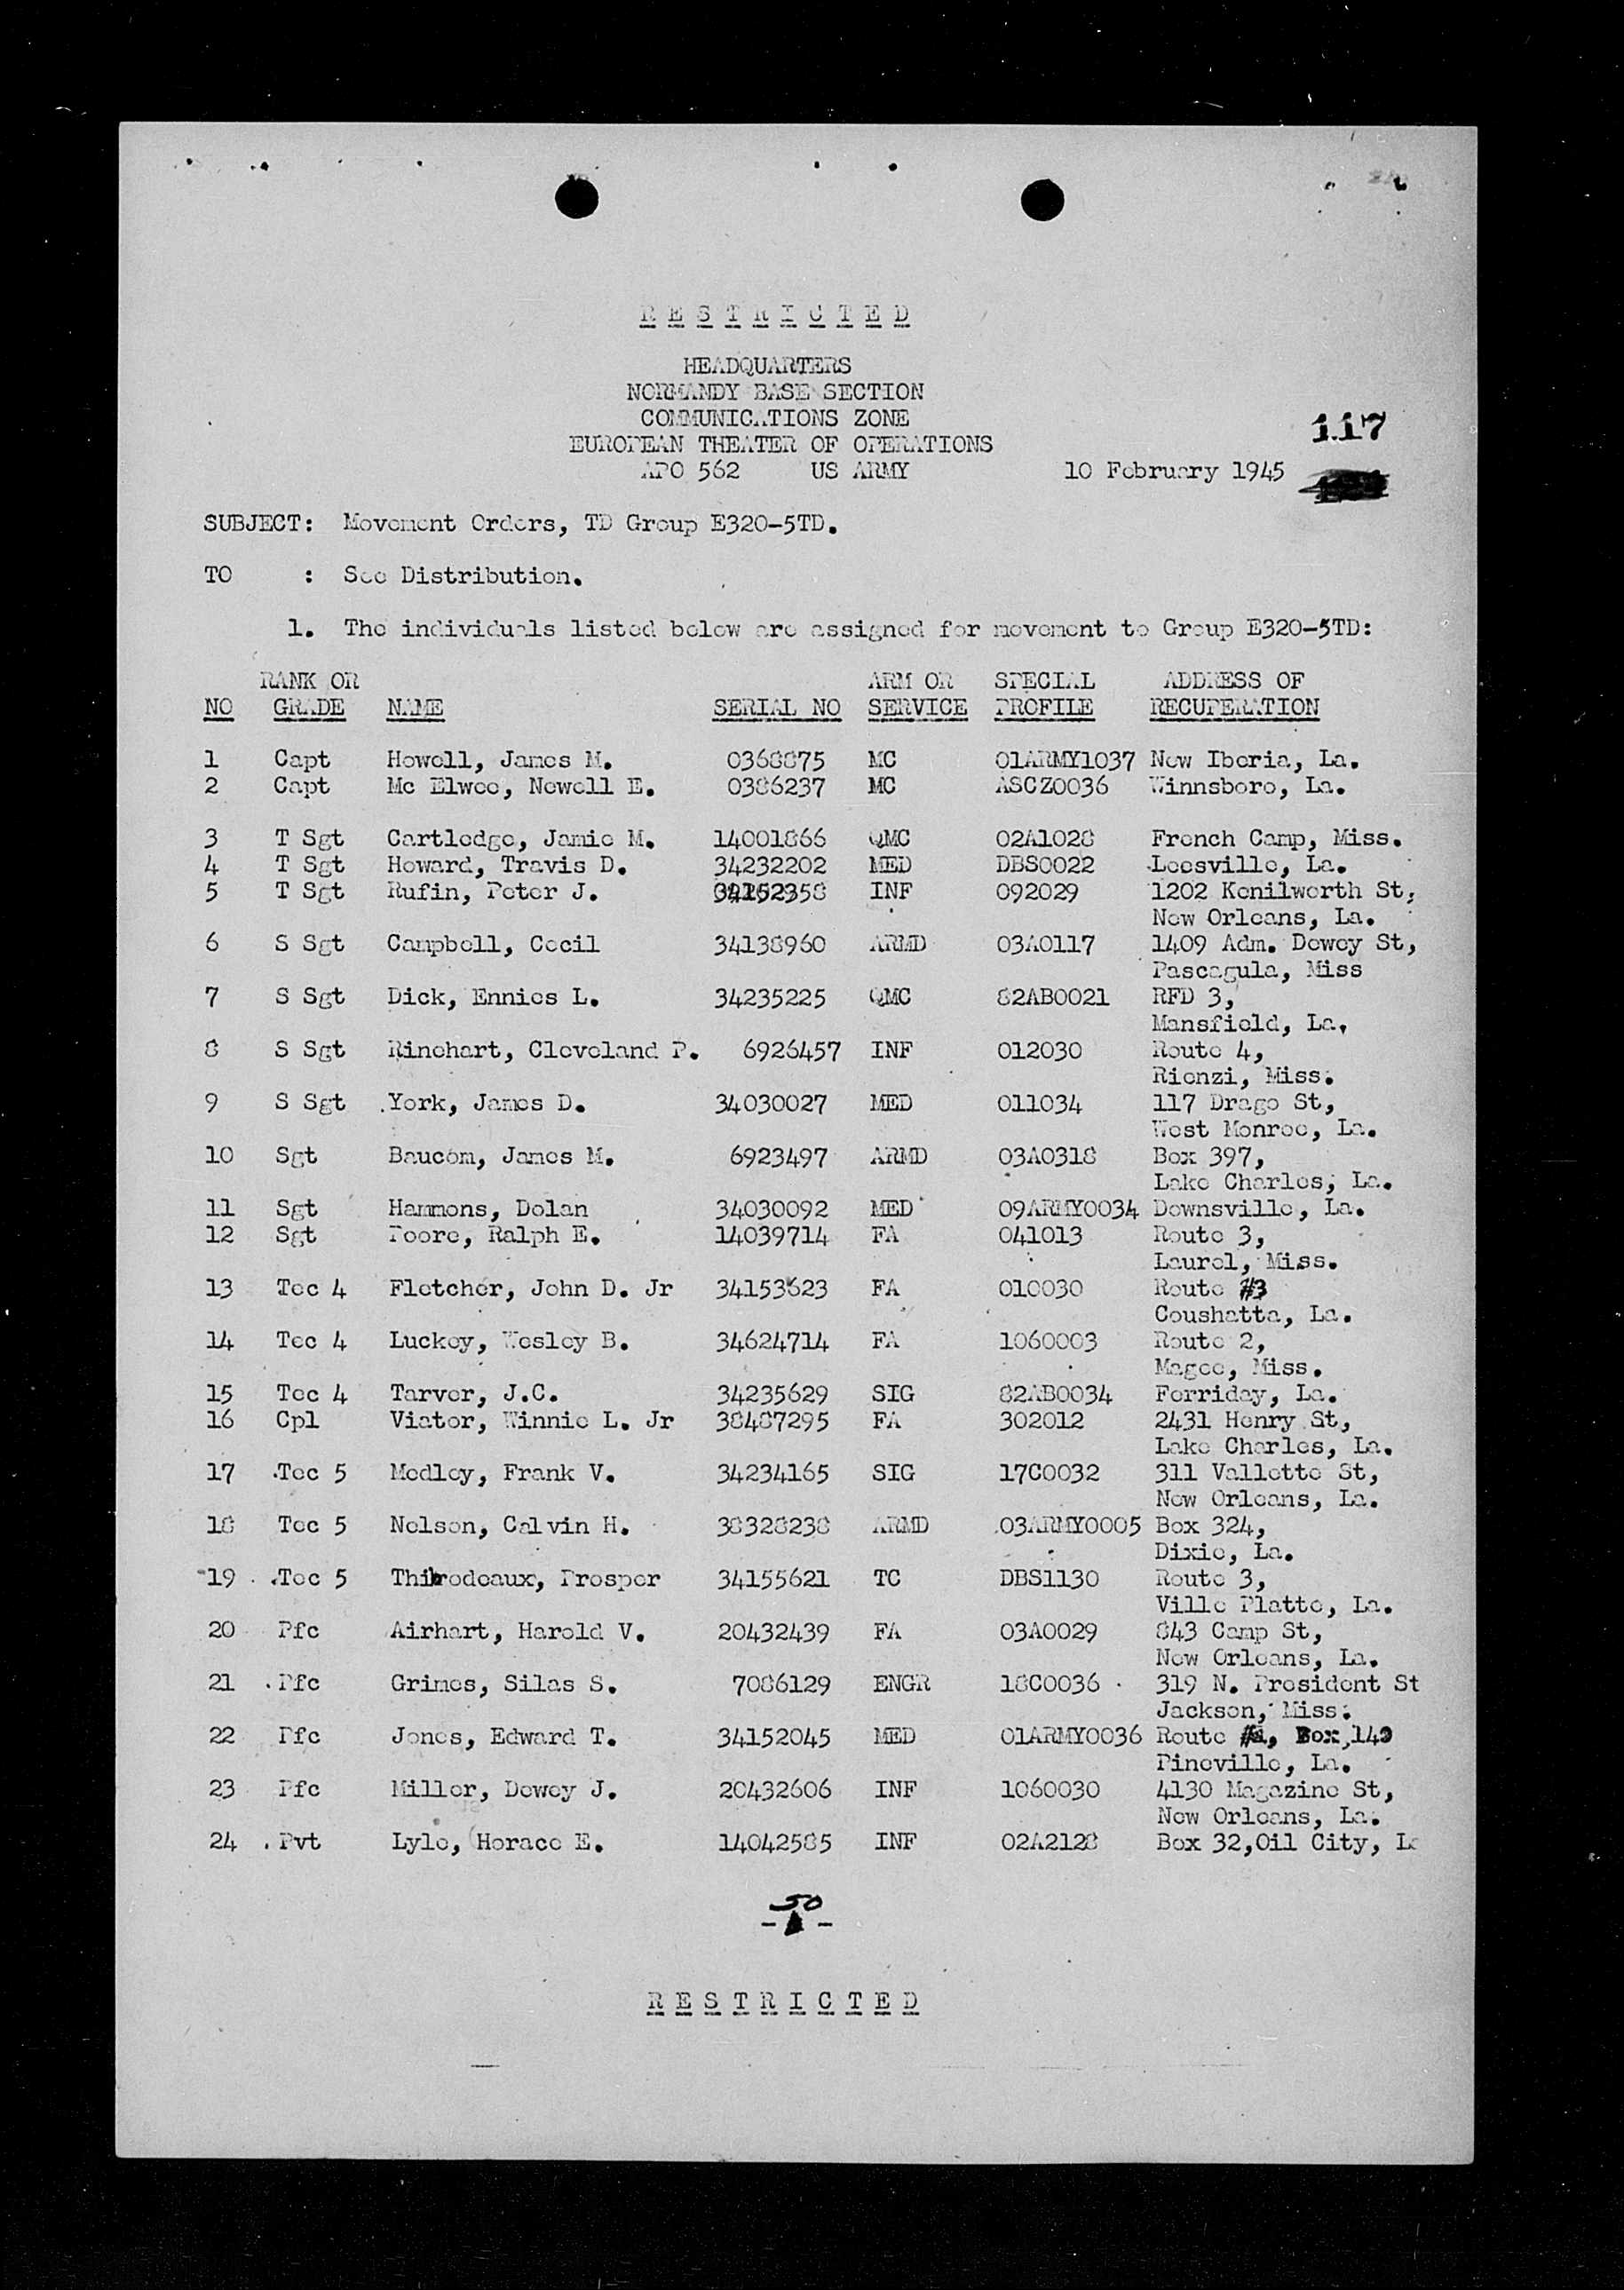 RESTRICTED
HEADQUARTERS
NORMANDY BASE SECTION
COMMUNICATIONS ZONE
EUROPEAN THEATER OF OPERATIONS
117
APO 562 US ARMY 10 February 1945
SUBJECT: Movement Orders, TD Group E320-5TD.
TO : See Distribution.
1. The individuals listed below are assigned for movement to Group E320-5TD:
RANK OR ARM OR SPECIAL ADDRESS OF
NO GRADE NAME SERIAL NO SERVICE PROFILE RECUPERATION
1 Capt Howell, James M. 0368875 MC 01ARMY1037 New Iberia, La.
2 Capt Mc Elwee, Newell E. 0386237 MC ASCZ0036 Winnsboro, La.
3 T Sgt Cartledge, Jamie M. 14001866 QMC 02A1028 French Camp, Miss.
4 T Sgt Howard, Travis D. 34232202 MED DBS0022 Leesville, La.
5 T Sgt Rufin, Peter J. INF 092029 1202 Kenilworth St,
New Orleans, La.
6 S Sgt Campbell, Cecil 34138960 ARMD 03A0117 1409 Adm. Dewey St,
Pascagula, Miss
7 S Sgt Dick, Ennies L. 34235225 QMC 82AB0021 RFD 3,
Mansfield, La.
8 S Sgt Rinehart, Cleveland P. 6926457 INF 012030 Route 4,
Rienzi, Miss.
9 S Sgt York, James D. 34030027 MED 011034 117 Drago St,
West Monroe, La.
10 Sgt Baucom, James M. 6923497 ARMD 03A0318 Box 397,
Lake Charles, La.
11 Sgt Hammons, Dolan 34030092 MED 09ARMY0034 Downsville, La.
12 Sgt Poore, Ralph E. 14039714 FA 041013 Route 3,
Laurel, Miss.
13 Tec 4 Fletcher, John D. Jr 34153623 FA 010030 Route #3
Coushatta, La.
14 Tec 4 Luckey, Wesley B. 34624714 FA 1060003 Route 2,
Magee, Miss.
15 Tec 4 Tarver, J.C. 34235629 SIG 82AB0034 Ferriday, La.
16 Cpl Viator, Winnie L. Jr 38487295 FA 302012 2431 Henry St,
Lake Charles, La.
17 Tec 5 Medley, Frank V. 34234165 SIG 17C0032 311 Vallette St,
New Orleans, La.
18 Tec 5 Nelson, Calvin H. 38328238 ARMD 03ARMY0005 Box 324,
Dixie, La.
19 Tec 5 Thibodeaux, Prosper 34155621 TC DBS1130 Route 3,
Ville Platte, La.
20 Pfc Airhart, Harold V. 20432439 FA 03A0029 843 Camp St,
New Orleans, La.
21 Pfc Grimes, Silas S. 7086129 ENGR 18C0036 319 N. President St
Jackson, Miss.
22 Pfc Jones, Edward T. 34152045 MED 01ARMY0036 Route Box
Pineville, La.
23 Pfc Miller, Dewey J. 20432606 INF 1060030 4130 Magazine St,
New Orleans, La.
24 Pvt Lyle, Horace E. 14042585 INF 02A2128 Box 32,Oil City,
50
RESTRICTED